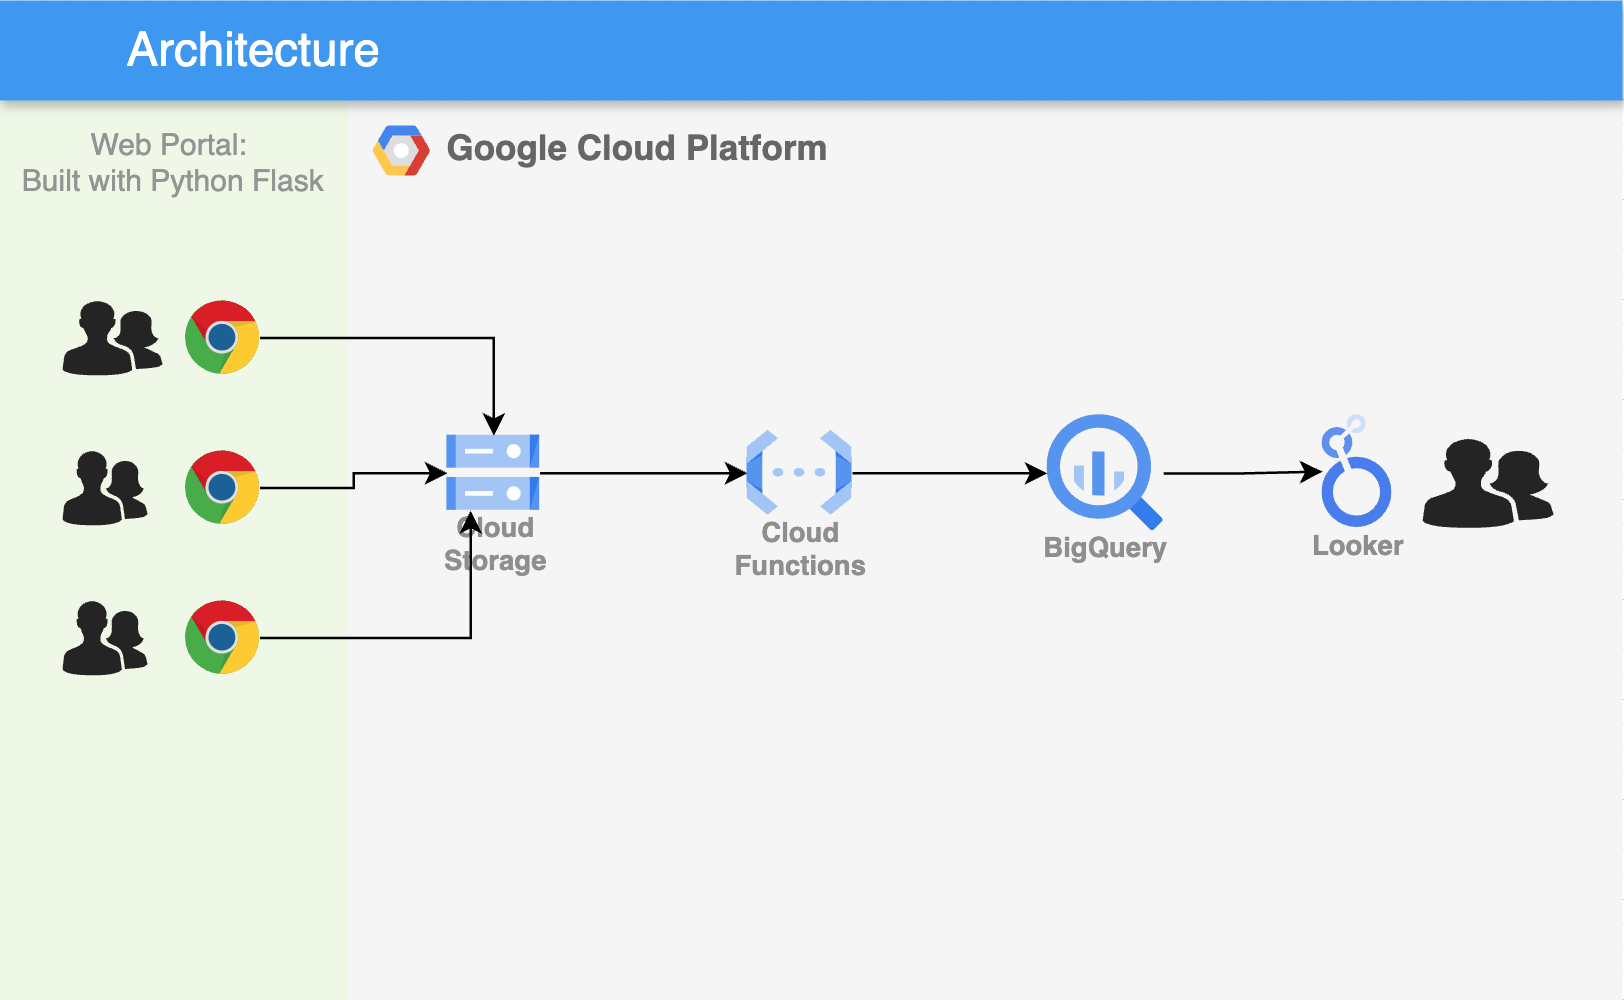 Architecture
Web Portal:
Built with Python Flask
Google Cloud Platform
Cloud
Storage
Cloud
Functions
BigQuery
Looker